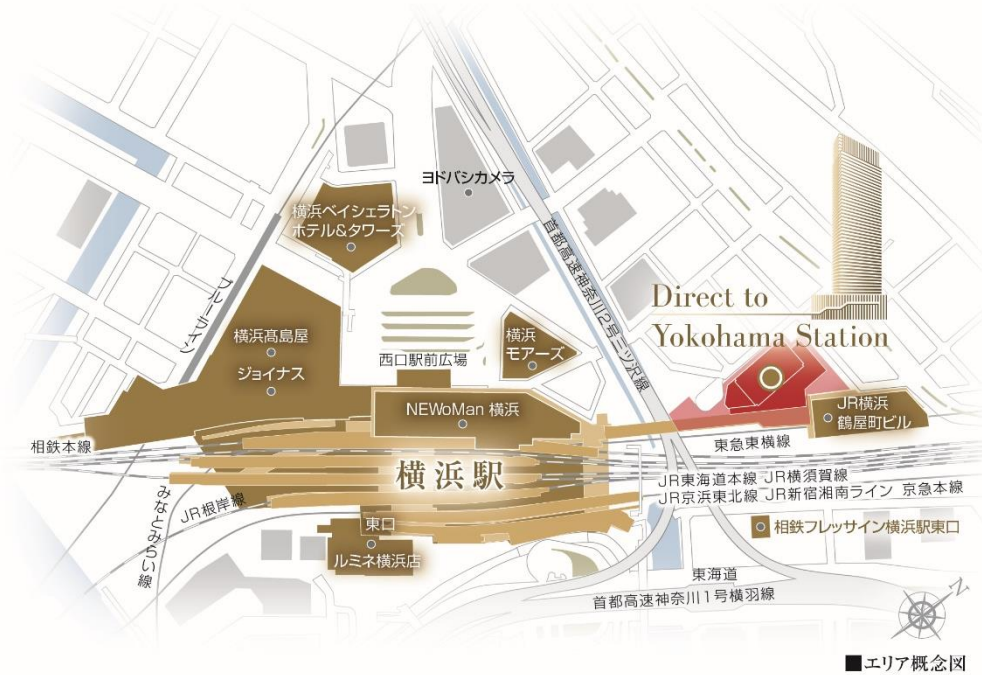 ヨドバシカメラ
横浜ベイシェラトン
ホテル&タワーズ
首都高速神奈川2号三ツ沢線
ブルーライン
Direct to
Yokohama Station
横浜髙島屋
ジョイナス
西口駅前広場
横浜
モアーズ
NEWoMan 横浜
JR横浜
鶴屋町ビル
相鉄本線
東急東横線
横浜駅
JR東海道本線 JR横須賀線
JR京浜東北線 JR新宿湘南ライン 京急本線
みなとみらい線
JR根岸線
東口
ルミネ横浜店
相鉄フレッサイン横浜駅東口
東海道
首都高速神奈川1号横羽線
N
■エリア概念図